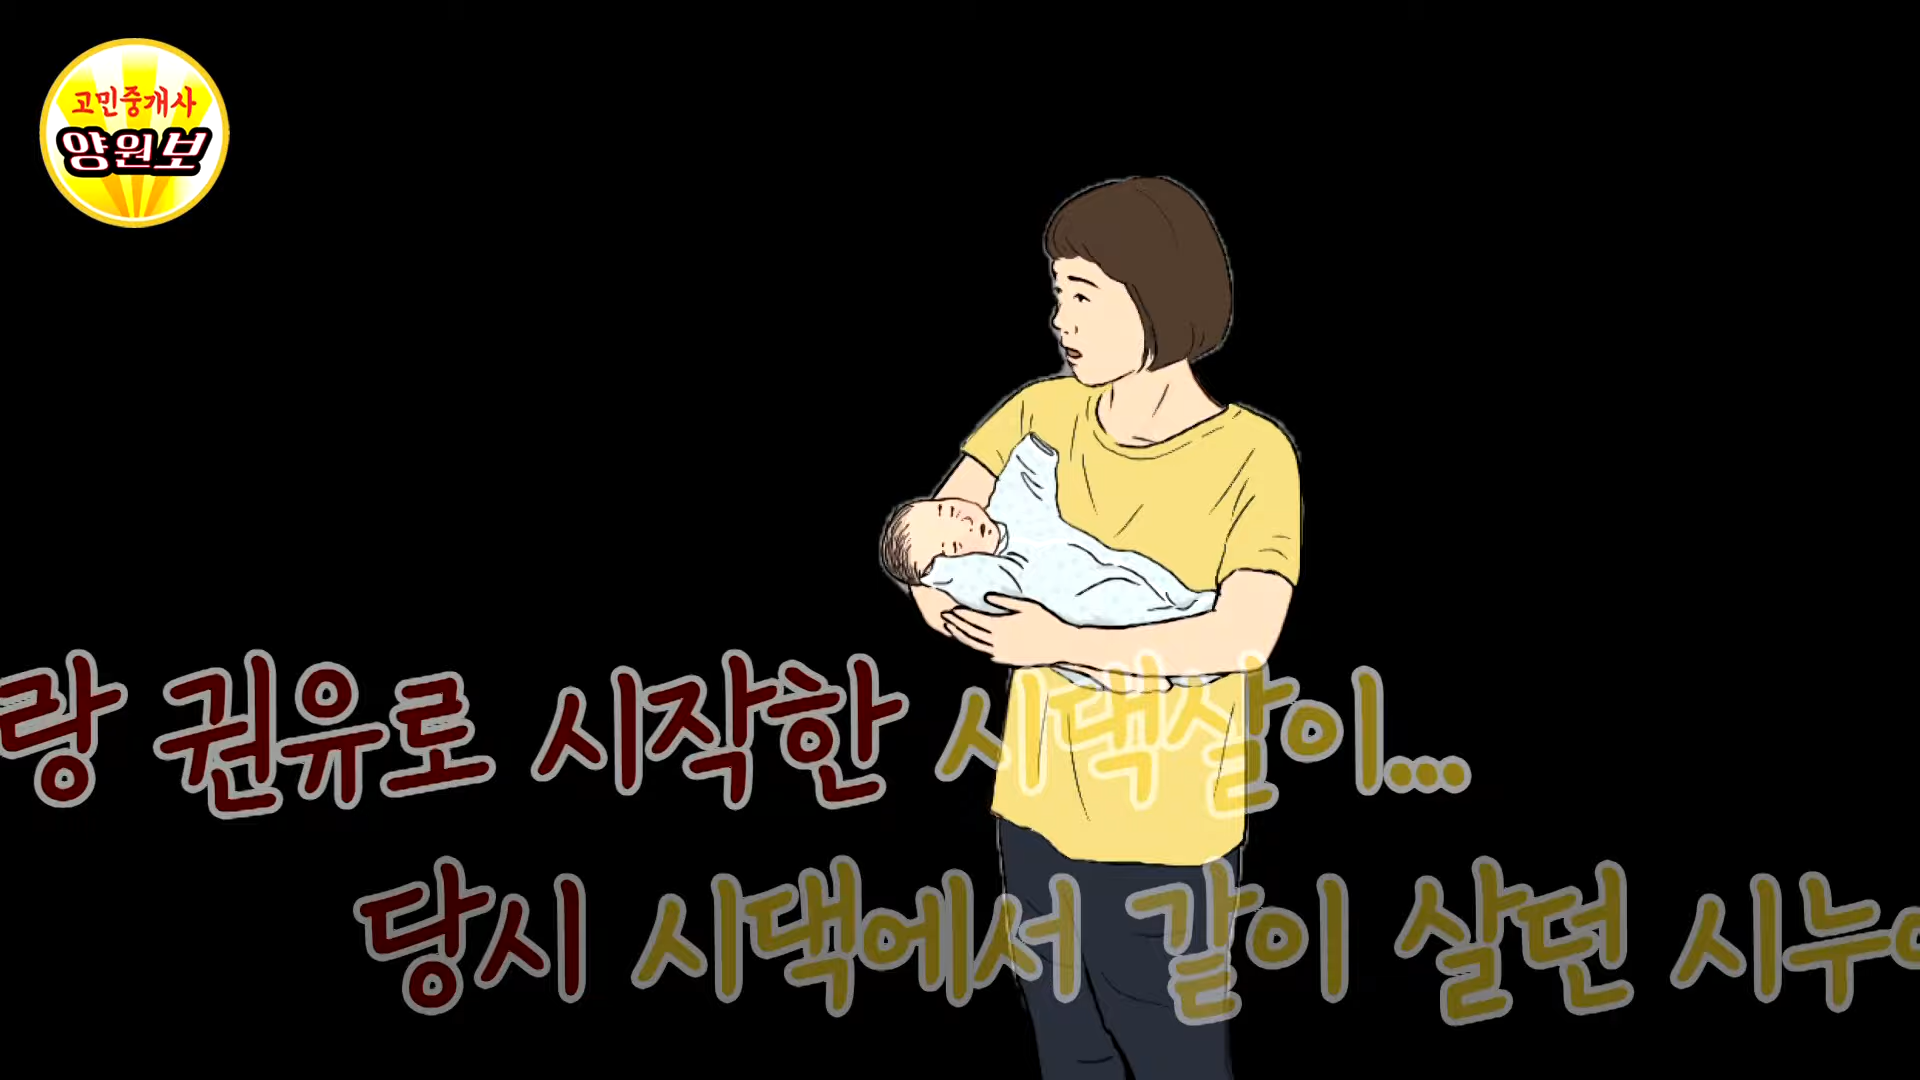 고민중개사
양원보
랑 권유로 시작한 시댁살이...
당시 시댁에서 같이 살던 시누